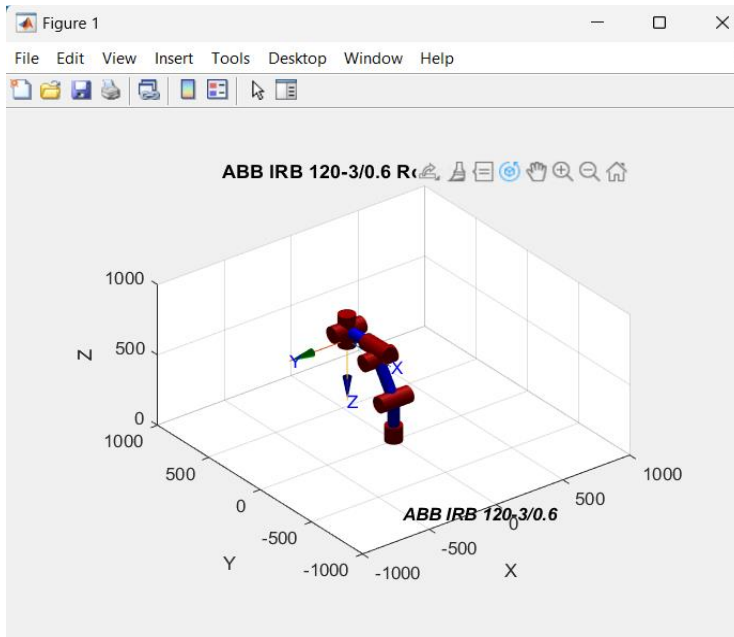 Figure 1
File Edit View Insert Tools Desktop Window Help
ABB IRB 120-3/0.6
1000
500
0
Z
Y
X
Z
1000
500
0
-500
-1000
Y
-1000
-500
0
500
1000
X
ABB IRB 120-3/0.6